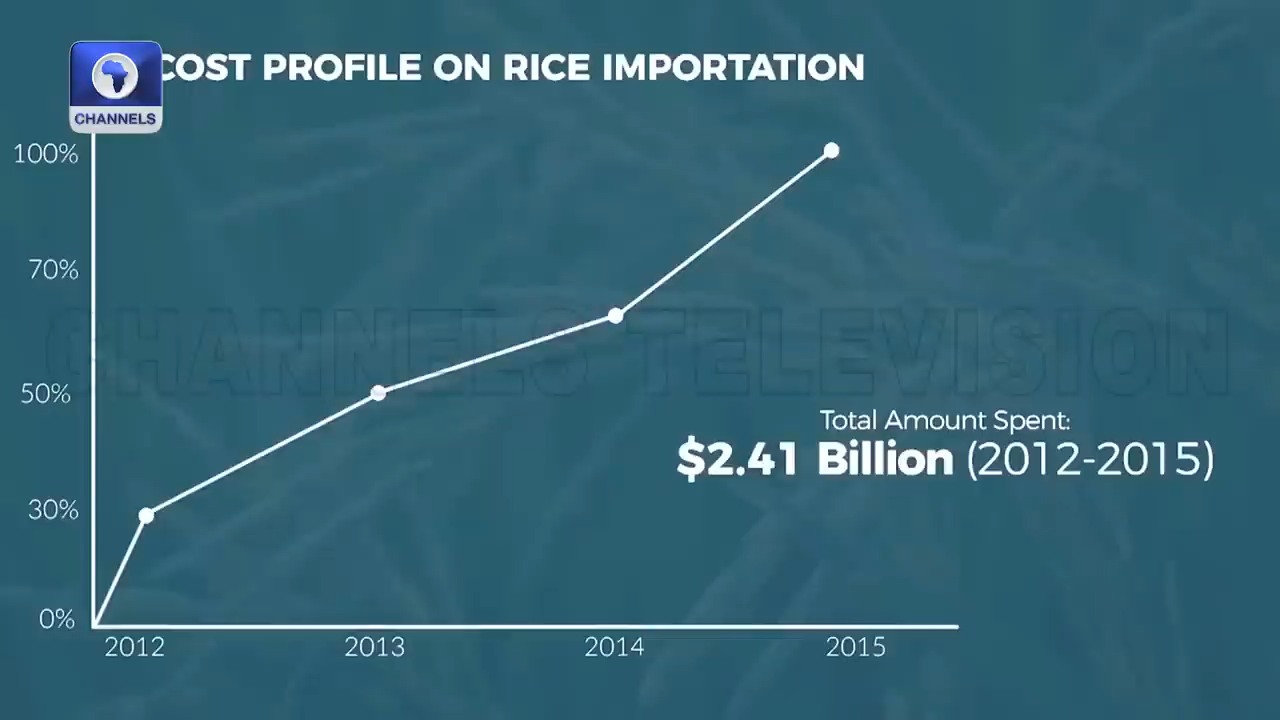 COST PROFILE ON RICE IMPORTATION
CHANNELS
100%
70%
CHANNELS TELEVISION
50%
Total Amount Spent:
$2.41 Billion (2012-2015)
30%
0%
2012 2013 2014 2015